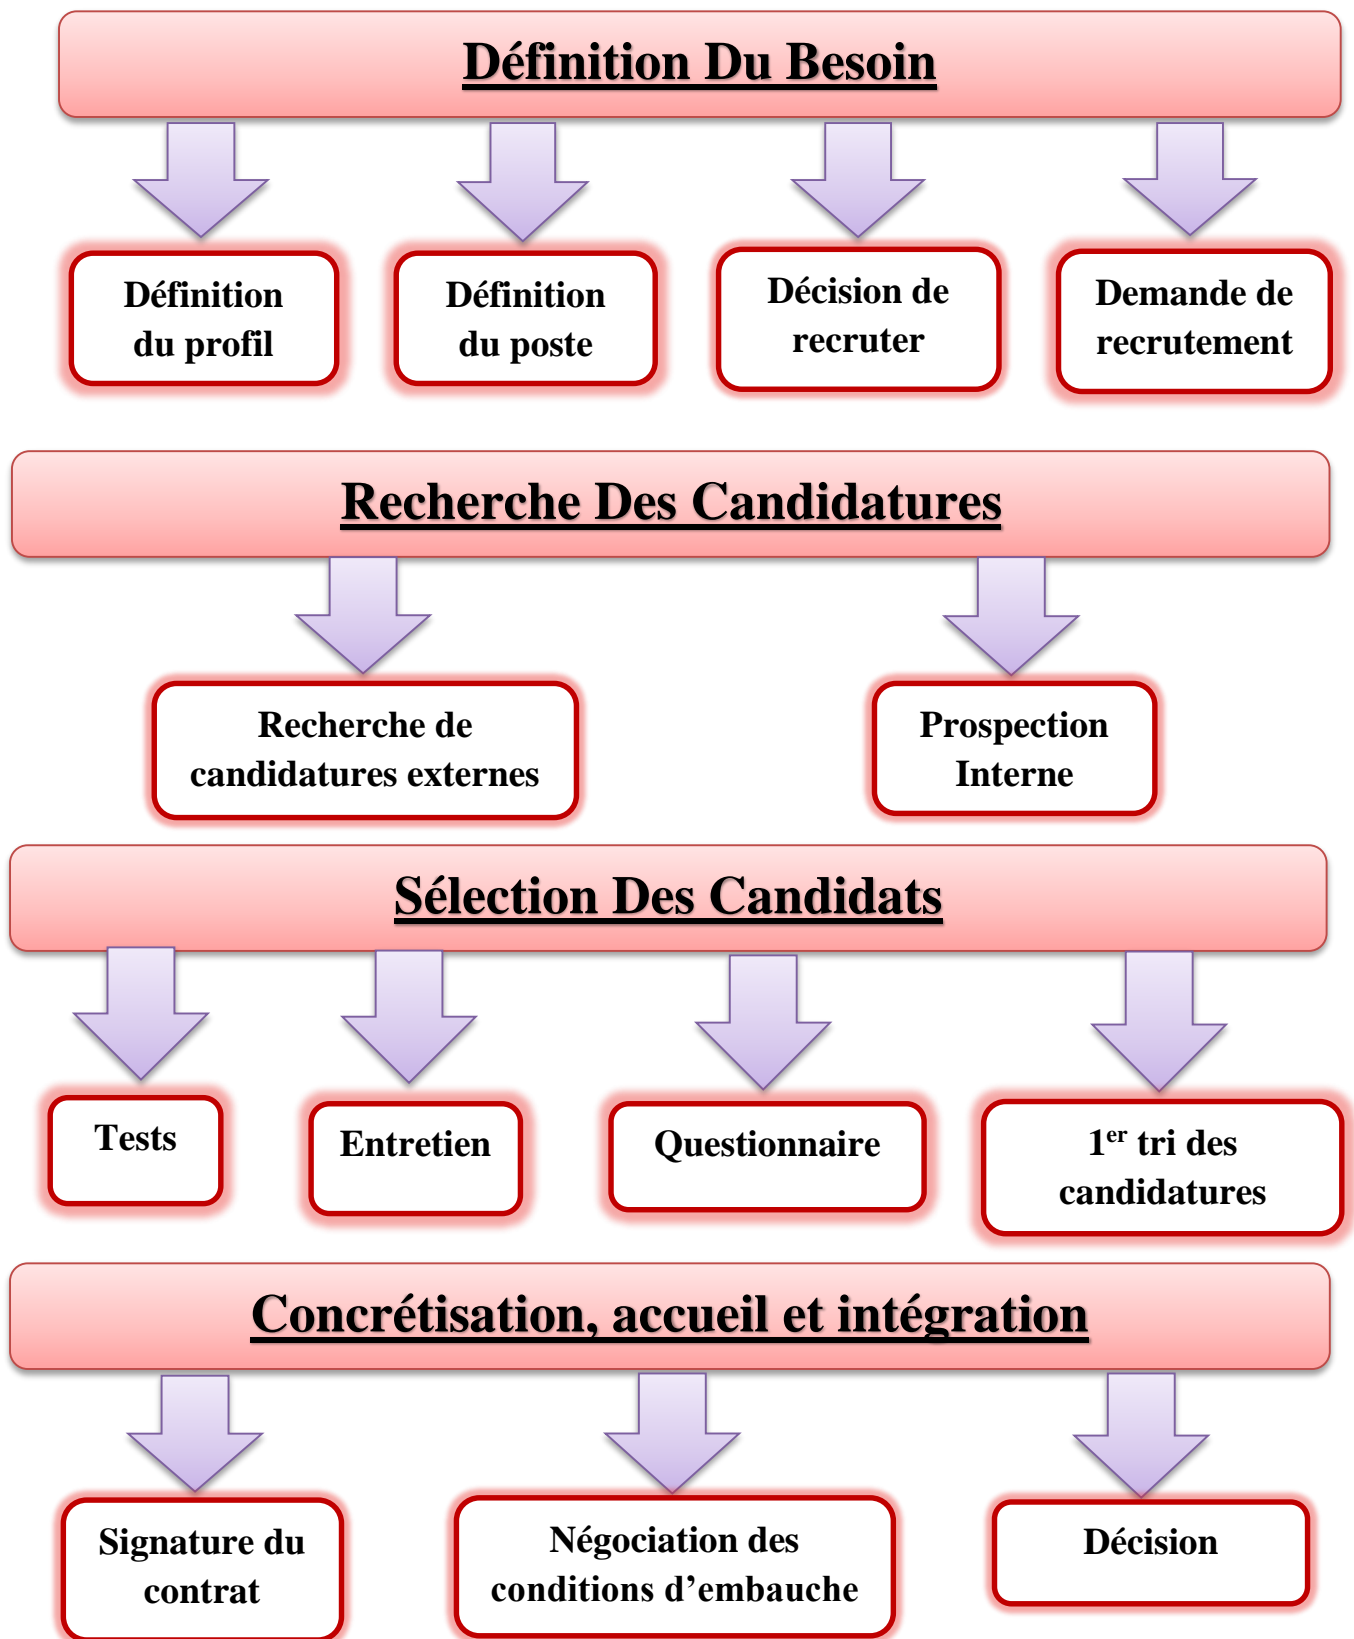 Définition Du Besoin
Définition
du profil
Définition
du poste
Décision de
recruter
Demande de
recrutement
Recherche Des Candidatures
Recherche de
candidatures externes
Prospection
Interne
Sélection Des Candidats
Tests
Entretien
Questionnaire
1er tri des
candidatures
Concrétisation, accueil et intégration
Signature du
contrat
Négociation des
conditions d’embauche
Décision